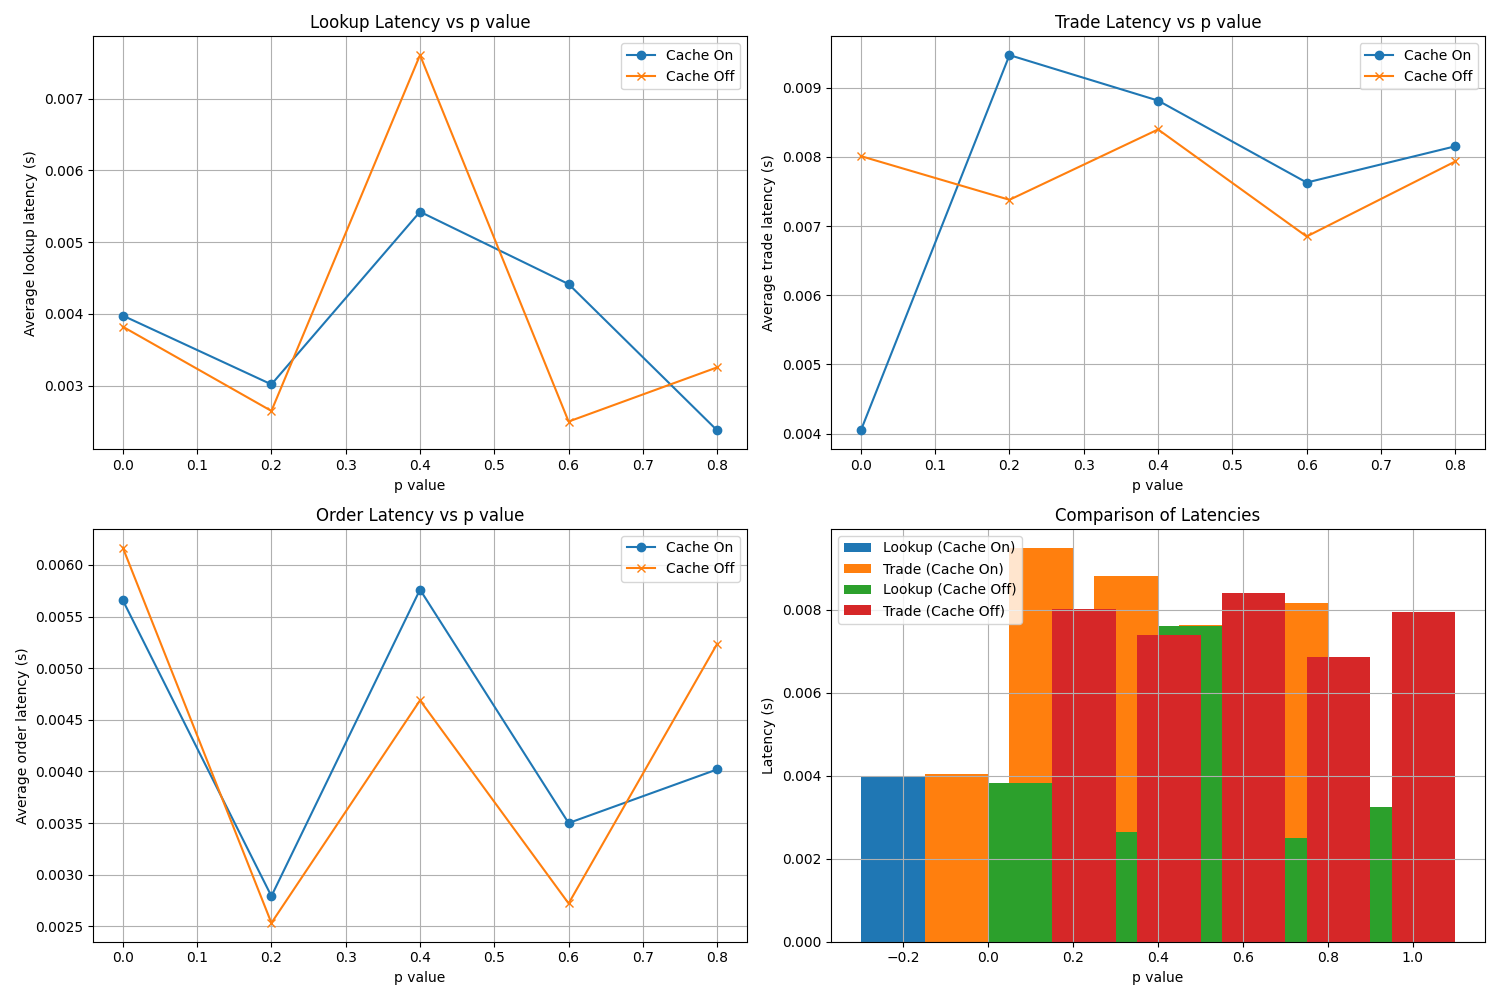 Lookup Latency vs p value
Average lookup latency (s)
0.007
0.006
0.005
0.004
0.003
Cache On
Cache Off
0.0 0.1 0.2 0.3 0.4 0.5 0.6 0.7 0.8
p value
Trade Latency vs p value
Average trade latency (s)
0.009
0.008
0.007
0.006
0.005
0.004
Cache On
Cache Off
0.0 0.1 0.2 0.3 0.4 0.5 0.6 0.7 0.8
p value
Order Latency vs p value
Average order latency (s)
0.0060
0.0055
0.0050
0.0045
0.0040
0.0035
0.0030
0.0025
Cache On
Cache Off
0.0 0.1 0.2 0.3 0.4 0.5 0.6 0.7 0.8
p value
Comparison of Latencies
Latency (s)
0.008
0.006
0.004
0.002
0.000
Lookup (Cache On)
Trade (Cache On)
Lookup (Cache Off)
Trade (Cache Off)
−0.2 0.0 0.2 0.4 0.6 0.8 1.0
p value